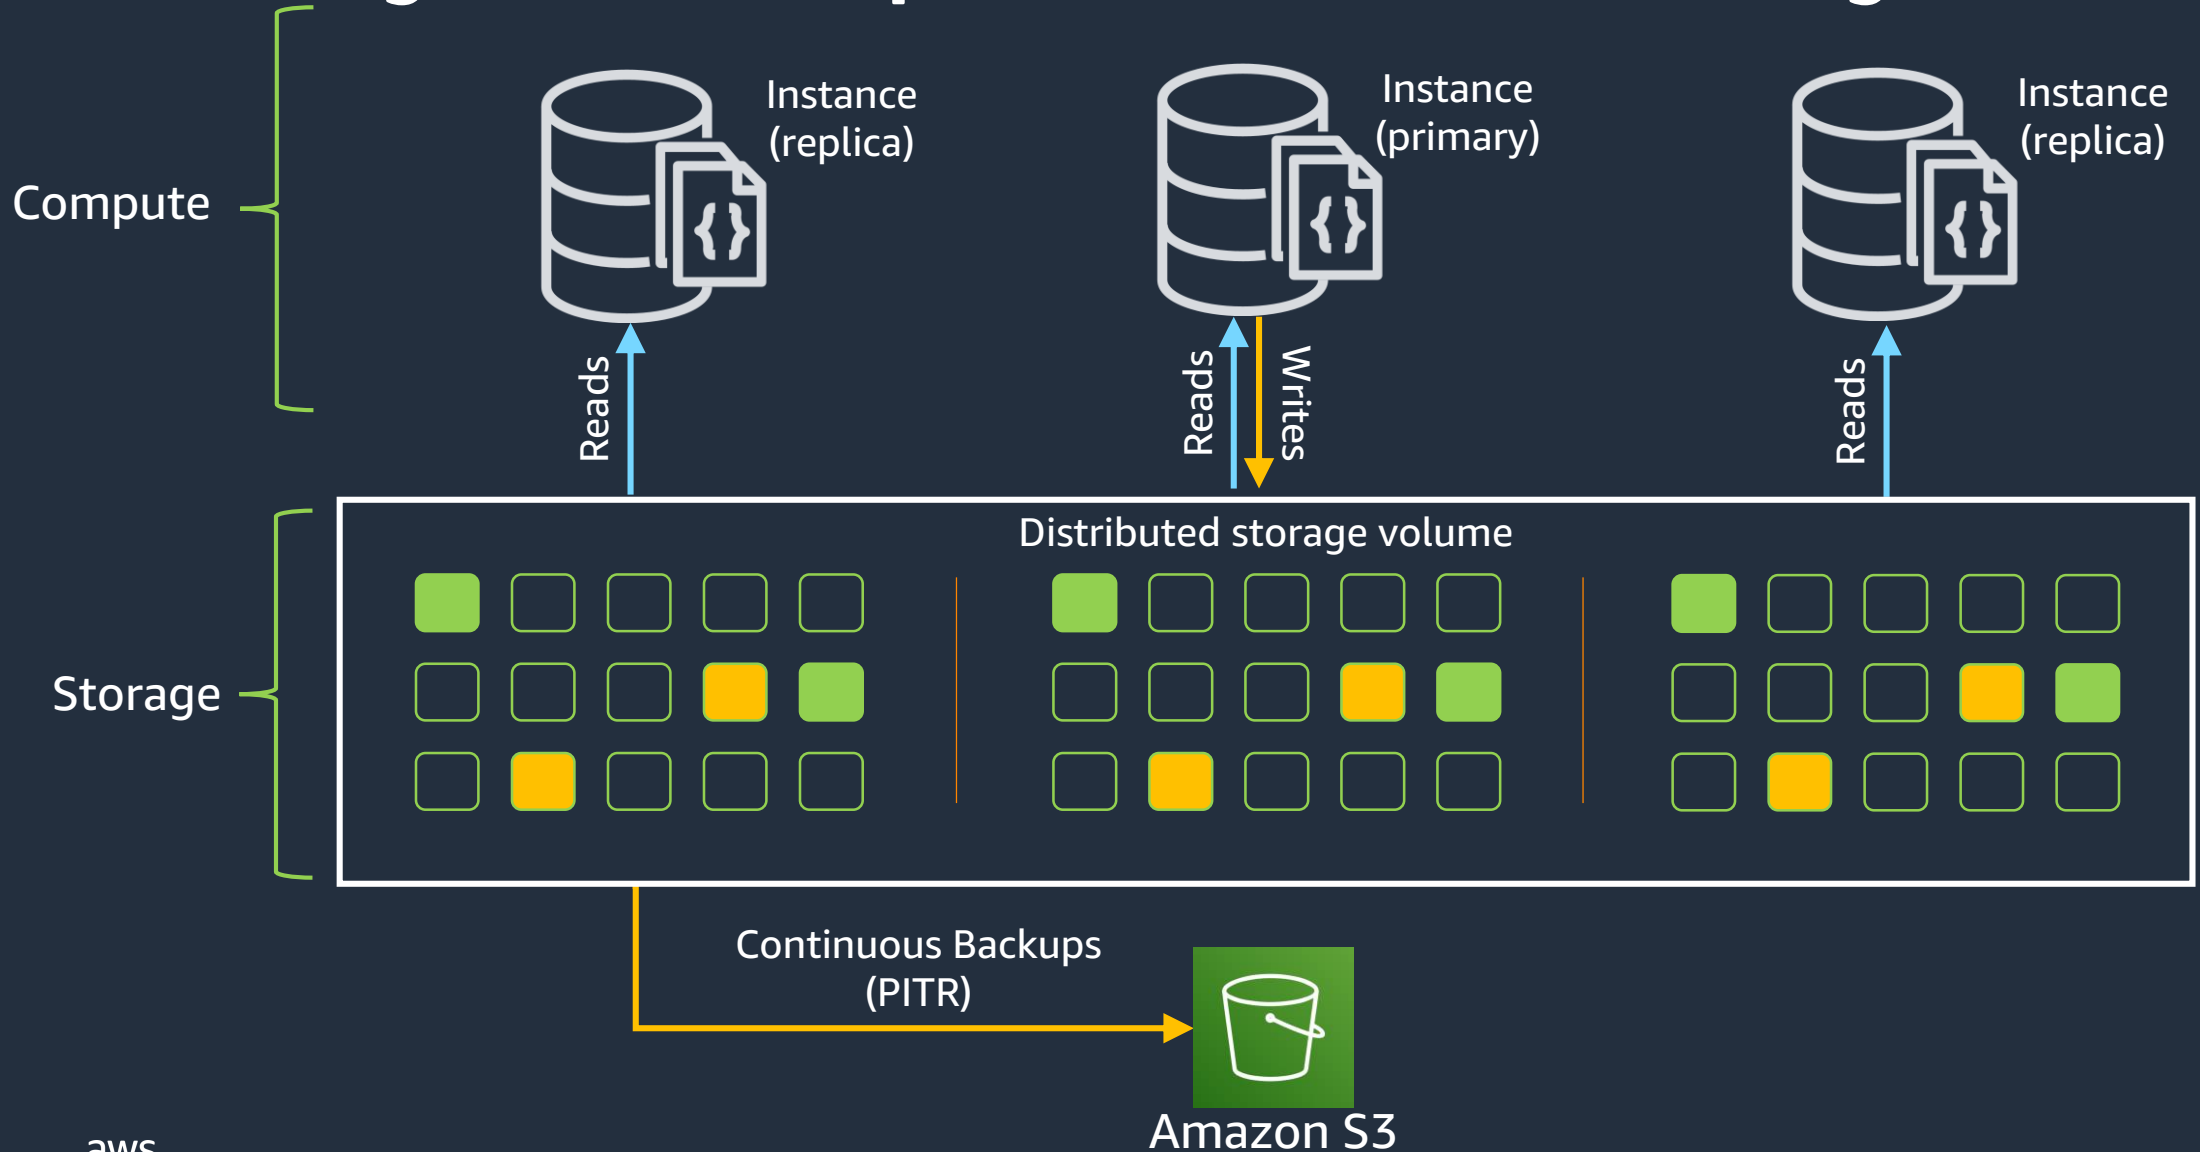 Instance
(replica)
Instance
(primary)
Instance
(replica)
Compute
{}
{}
{}
Reads
Reads
Writes
Reads
Distributed storage volume
Storage
Continuous Backups
(PITR)
Amazon S3
aws